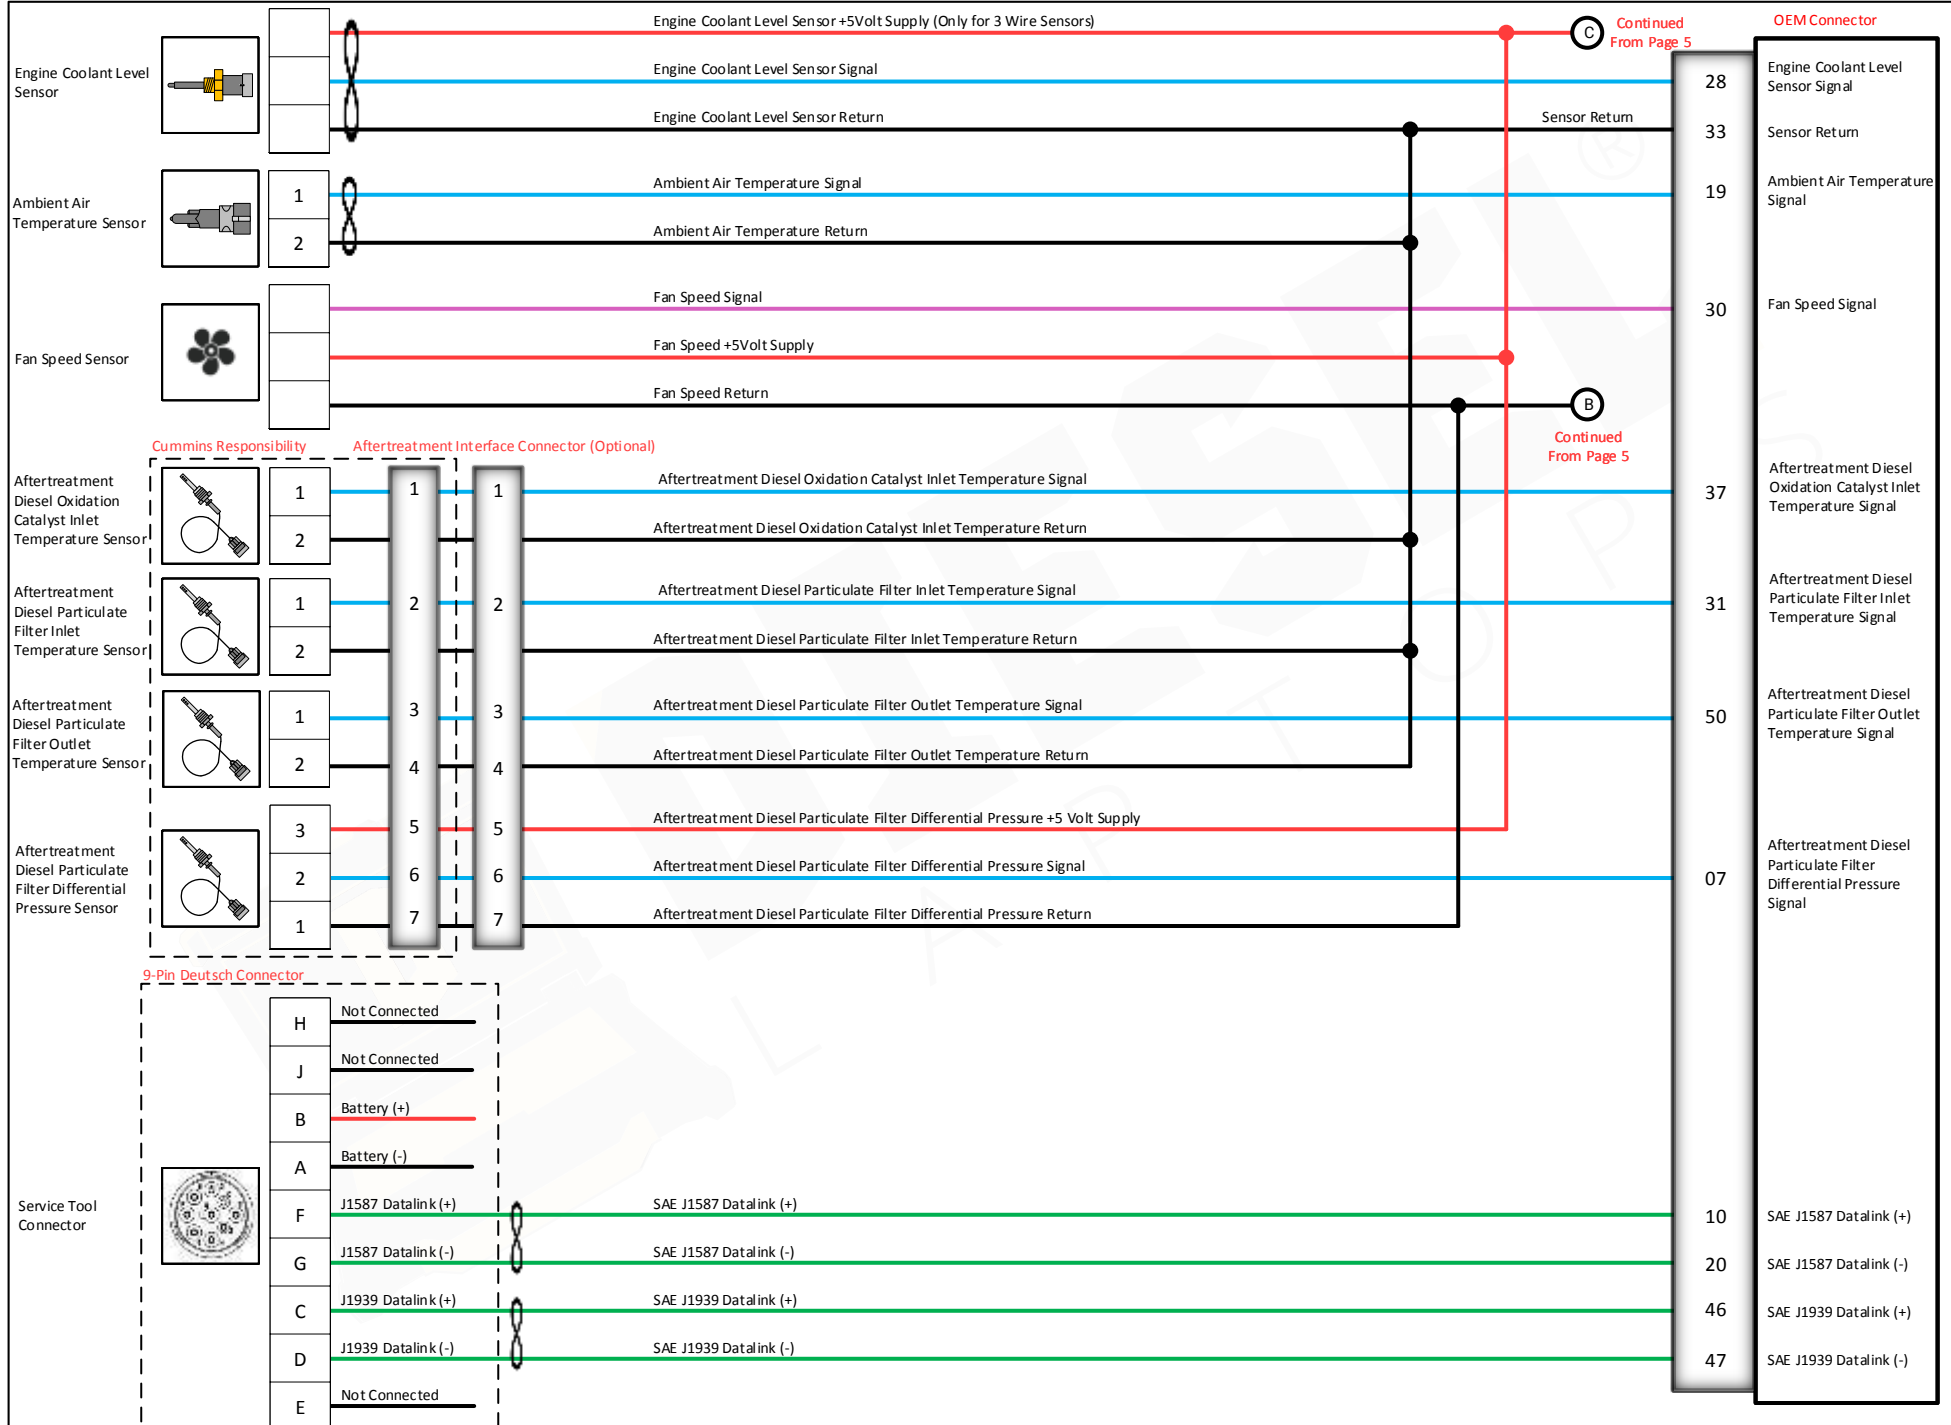 Engine Coolant Level Sensor +5Volt Supply (Only for 3 Wire Sensors)
C
Continued
From Page 5
OEM Connector
Engine Coolant Level
Sensor
Engine Coolant Level Sensor Signal
28
Engine Coolant Level
Sensor Signal
Engine Coolant Level Sensor Return
Sensor Return
33
Sensor Return
Ambient Air
Temperature Sensor
1
Ambient Air Temperature Signal
19
Ambient Air Temperature
Signal
2
Ambient Air Temperature Return
Fan Speed Sensor
Fan Speed Signal
30
Fan Speed Signal
Fan Speed +5Volt Supply
Fan Speed Return
B
Continued
From Page 5
Cummins Responsibility
Aftertreatment Interface Connector (Optional)
Aftertreatment
Diesel Oxidation
Catalyst Inlet
Temperature Sensor
1
1
1
Aftertreatment Diesel Oxidation Catalyst Inlet Temperature Signal
37
Aftertreatment Diesel
Oxidation Catalyst Inlet
Temperature Signal
2
Aftertreatment Diesel Oxidation Catalyst Inlet Temperature Return
Aftertreatment
Diesel Particulate
Filter Inlet
Temperature Sensor
1
2
2
Aftertreatment Diesel Particulate Filter Inlet Temperature Signal
31
Aftertreatment Diesel
Particulate Filter Inlet
Temperature Signal
2
Aftertreatment Diesel Particulate Filter Inlet Temperature Return
Aftertreatment
Diesel Particulate
Filter Outlet
Temperature Sensor
1
3
3
Aftertreatment Diesel Particulate Filter Outlet Temperature Signal
50
Aftertreatment Diesel
Particulate Filter Outlet
Temperature Signal
2
4
4
Aftertreatment Diesel Particulate Filter Outlet Temperature Return
Aftertreatment
Diesel Particulate
Filter Differential
Pressure Sensor
3
5
5
Aftertreatment Diesel Particulate Filter Differential Pressure +5 Volt Supply
2
6
6
Aftertreatment Diesel Particulate Filter Differential Pressure Signal
07
Aftertreatment Diesel
Particulate Filter
Differential Pressure
Signal
1
7
7
Aftertreatment Diesel Particulate Filter Differential Pressure Return
9-Pin Deutsch Connector
Service Tool
Connector
H
Not Connected
J
Not Connected
B
Battery (+)
A
Battery (-)
F
J1587 Datalink (+)
SAE J1587 Datalink (+)
10
SAE J1587 Datalink (+)
G
J1587 Datalink (-)
SAE J1587 Datalink (-)
20
SAE J1587 Datalink (-)
C
J1939 Datalink (+)
SAE J1939 Datalink (+)
46
SAE J1939 Datalink (+)
D
J1939 Datalink (-)
SAE J1939 Datalink (-)
47
SAE J1939 Datalink (-)
E
Not Connected
DIESEL®
LAPTOPS